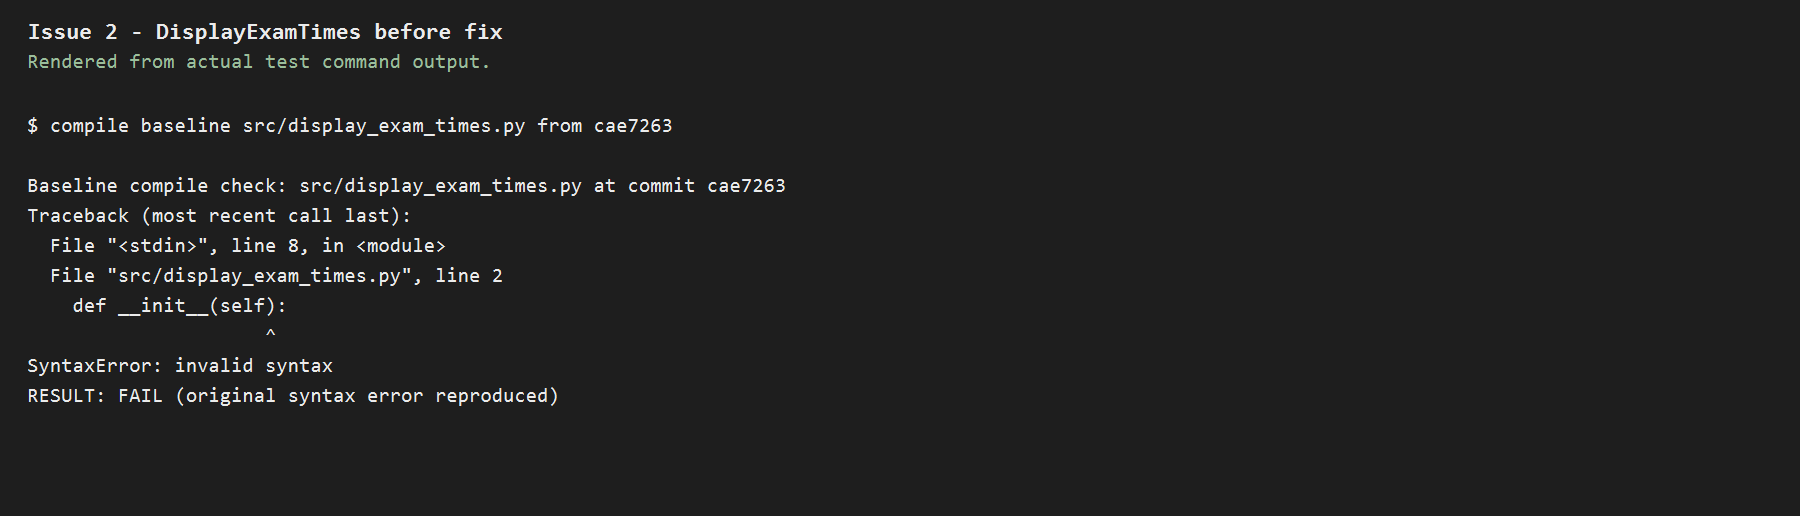 Issue 2 - DisplayExamTimes before fix
Rendered from actual test command output.
$ compile baseline src/display_exam_times.py from cae7263
Baseline compile check: src/display_exam_times.py at commit cae7263
Traceback (most recent call last):
  File "<stdin>", line 8, in <module>
  File "src/display_exam_times.py", line 2
    def __init__(self):
                     ^
SyntaxError: invalid syntax
RESULT: FAIL (original syntax error reproduced)